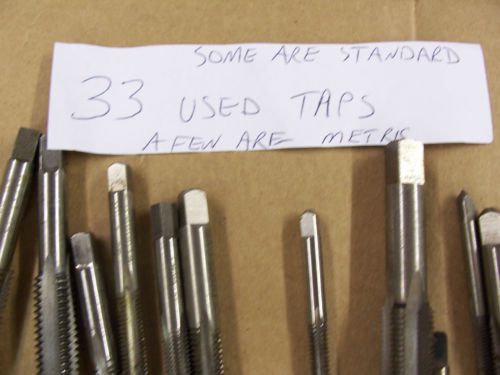 SOME ARE STANDARD
33 USED TAPS
A FEW ARE METRIC